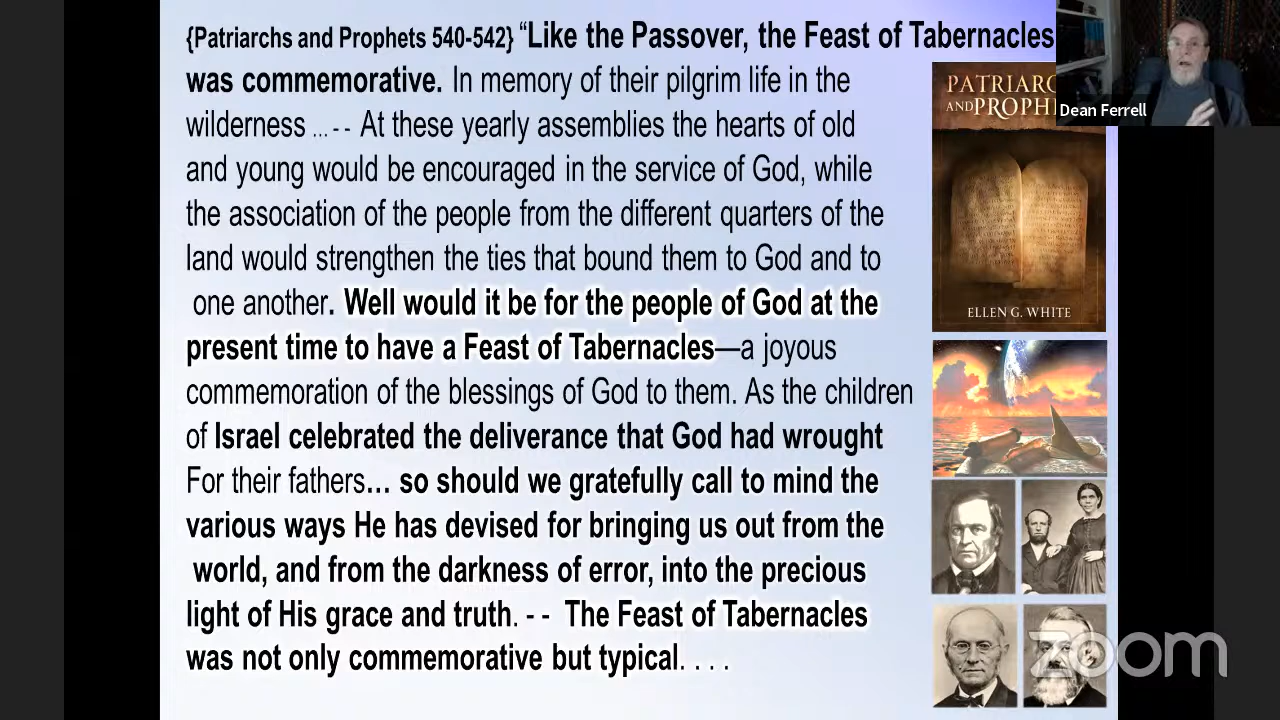 {Patriarchs and Prophets 540-542} “Like the Passover, the Feast of Tabernacles
was commemorative. In memory of their pilgrim life in the
wilderness ... - - At these yearly assemblies the hearts of old
and young would be encouraged in the service of God, while
the association of the people from the different quarters of the
land would strengthen the ties that bound them to God and to
one another. Well would it be for the people of God at the
present time to have a Feast of Tabernacles—a joyous
commemoration of the blessings of God to them. As the children
of Israel celebrated the deliverance that God had wrought
For their fathers... so should we gratefully call to mind the
various ways He has devised for bringing us out from the
world, and from the darkness of error, into the precious
light of His grace and truth. - - The Feast of Tabernacles
was not only commemorative but typical. . . .
PATRIARC
AND PROPHE
ELLEN G. WHITE
Dean Ferrell
zoom